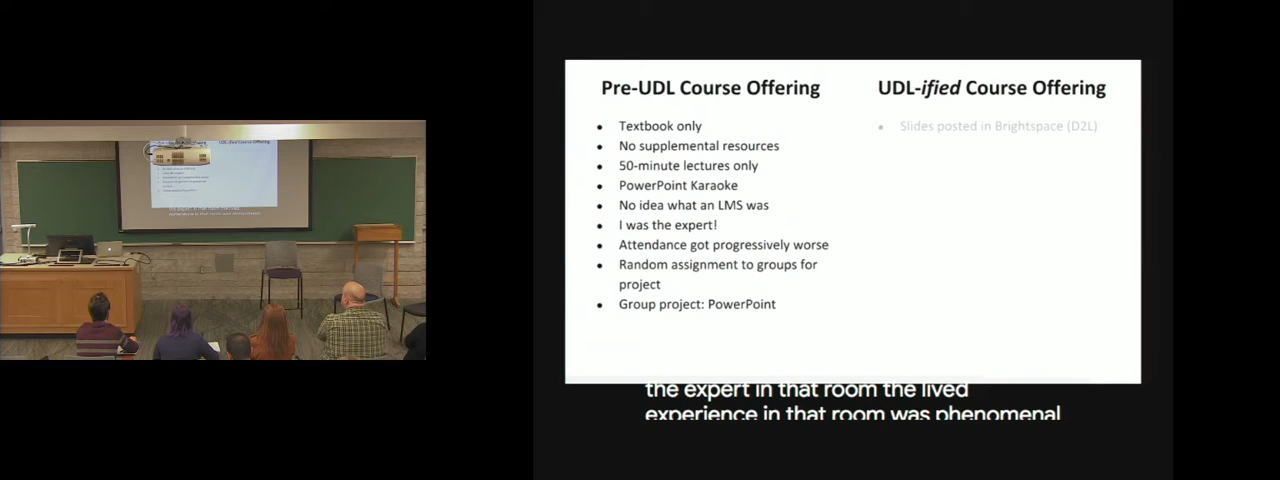 Pre-UDL Course Offering
• Textbook only
• No supplemental resources
• 50-minute lectures only
• PowerPoint Karaoke
• No idea what an LMS was
• I was the expert!
• Attendance got progressively worse
• Random assignment to groups for
project
• Group project: PowerPoint
UDL-ified Course Offering
• Slides posted in Brightspace (D2L)
the expert in that room the lived
experience in that room was phenomenal